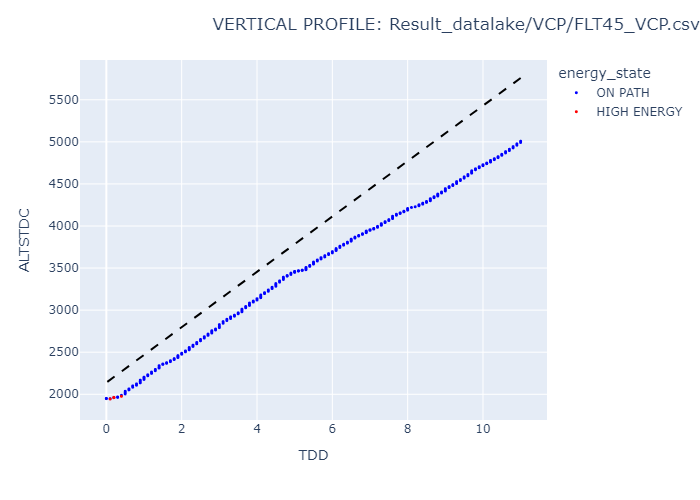 VERTICAL PROFILE: Result_datalake/VCP/FLT45_VCP.csv
energy_state
ON PATH
HIGH ENERGY
5500
5000
4500
4000
3500
3000
2500
2000
ALTSTDC
0 2 4 6 8 10
TDD